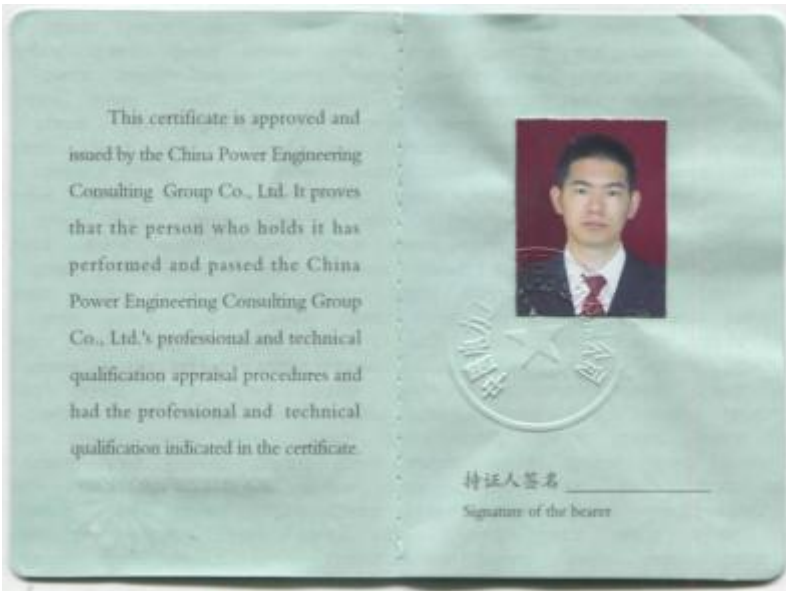 This certificate is approved and
issued by the China Power Engineering
Consulting Group Co., Ltd. It proves
that the person who holds it has
performed and passed the China
Power Engineering Consulting Group
Co., Ltd.'s professional and technical
qualification appraisal procedures and
had the professional and technical
qualification indicated in the certificate.
持证人签名
Signature of the bearer